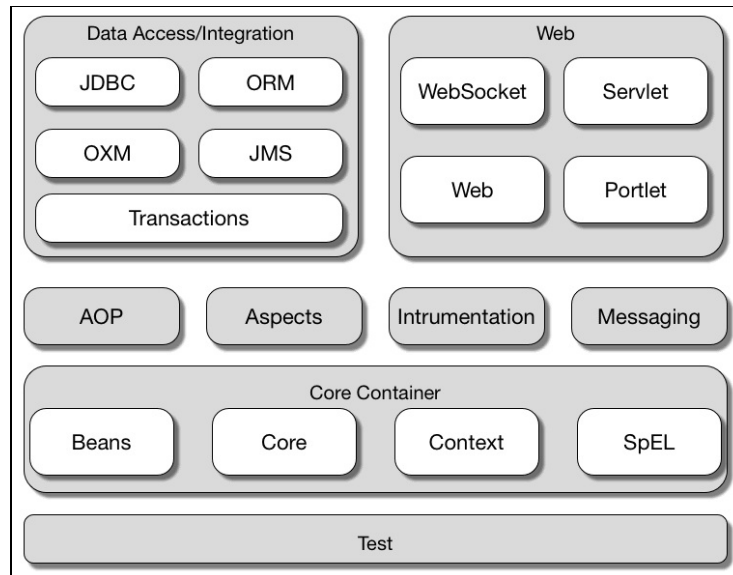 Data Access/Integration
JDBC
ORM
OXM
JMS
Transactions
Web
WebSocket
Servlet
Web
Portlet
AOP
Aspects
Intrumentation
Messaging
Core Container
Beans
Core
Context
SpEL
Test